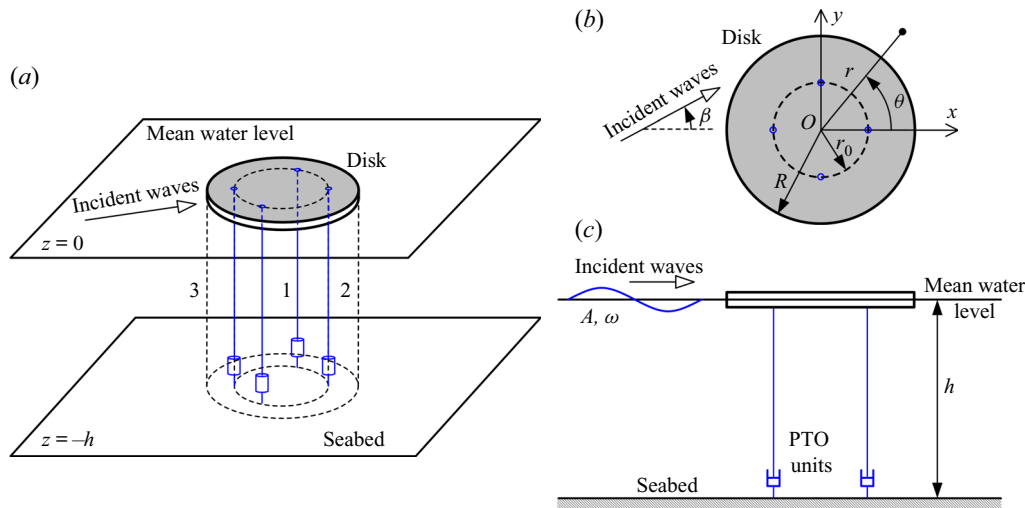 (a)
Mean water level
Disk
Incident waves
z = 0
3
1
2
z = –h
Seabed
(b)
y
Disk
r
Incident waves
β
θ
O
x
r0
R
(c)
Incident waves
Mean water
level
A, ω
h
PTO
units
Seabed